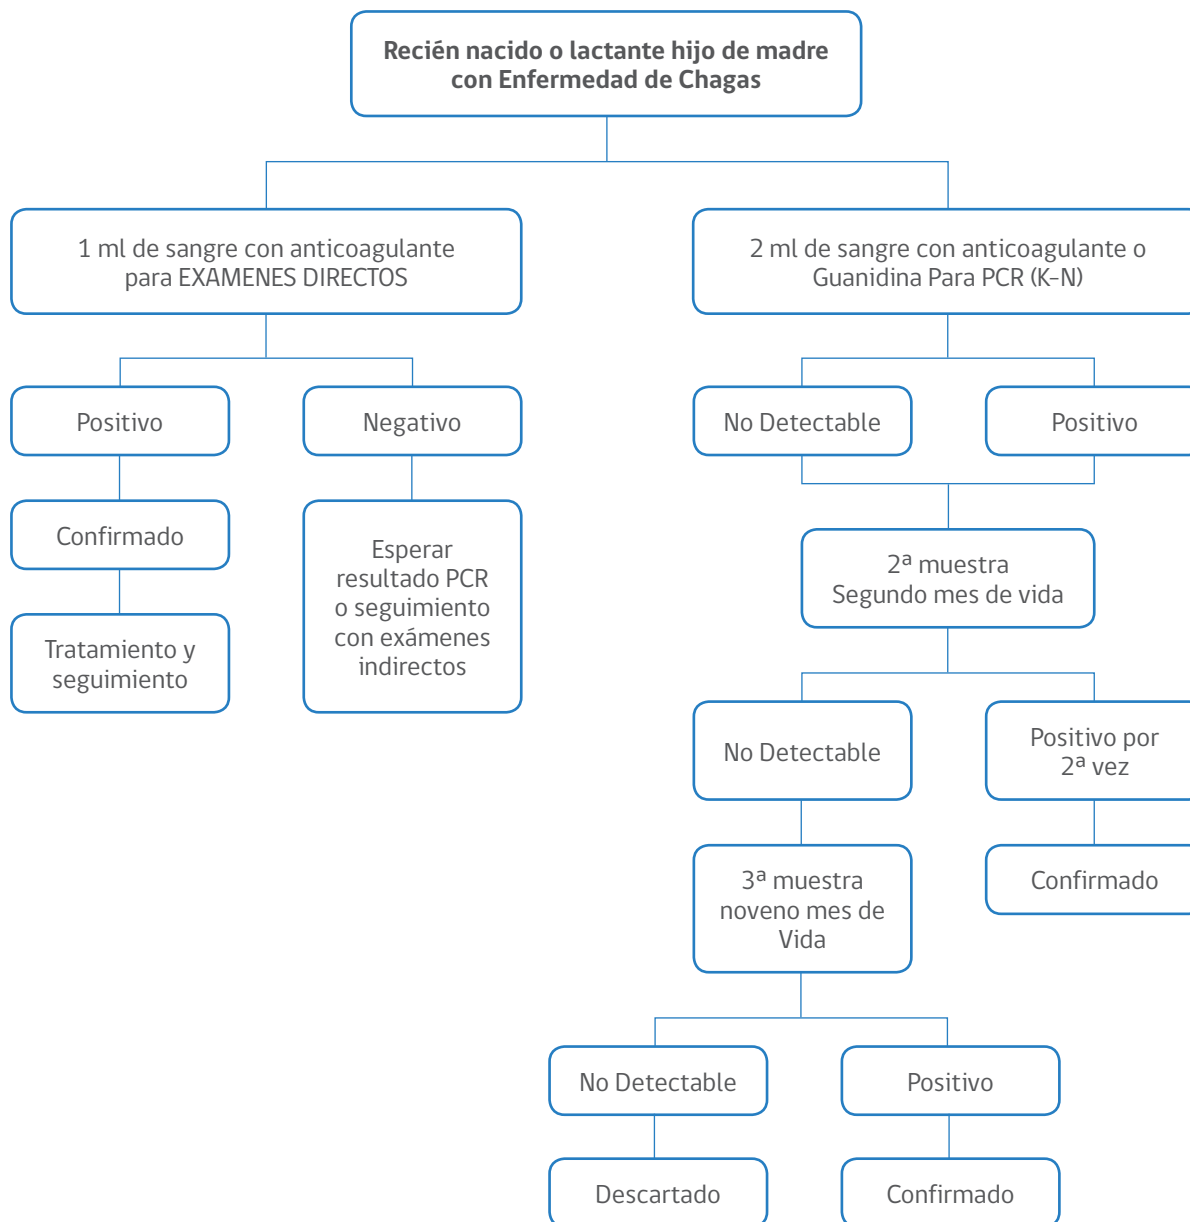 Recién nacido o lactante hijo de madre
con Enfermedad de Chagas
1 ml de sangre con anticoagulante
para EXAMENES DIRECTOS
2 ml de sangre con anticoagulante o
Guanidina Para PCR (K-N)
Positivo
Negativo
No Detectable
Positivo
Confirmado
Esperar
resultado PCR
o seguimiento
con exámenes
indirectos
Tratamiento y
seguimiento
2ª muestra
Segundo mes de vida
No Detectable
Positivo por
2ª vez
3ª muestra
noveno mes de
Vida
Confirmado
No Detectable
Positivo
Descartado
Confirmado